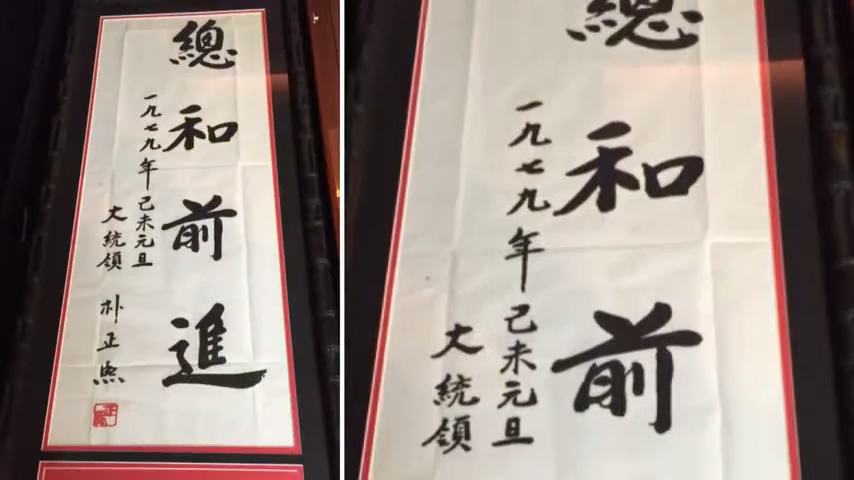 總和前進
一九七九年己未元旦
大統領 朴正熙
總和前
一九七九年己未元旦
大統領